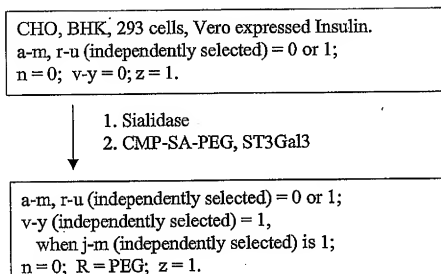 CHO, BHK, 293 cells, Vero expressed Insulin.
a-m, r-u (independently selected) = 0 or 1;
n = 0; v-y = 0; z = 1.
1. Sialidase
2. CMP-SA-PEG, ST3Gal3
a-m, r-u (independently selected) = 0 or 1;
v-y (independently selected) = 1,
when j-m (independently selected) is 1;
n = 0; R = PEG; z = 1.